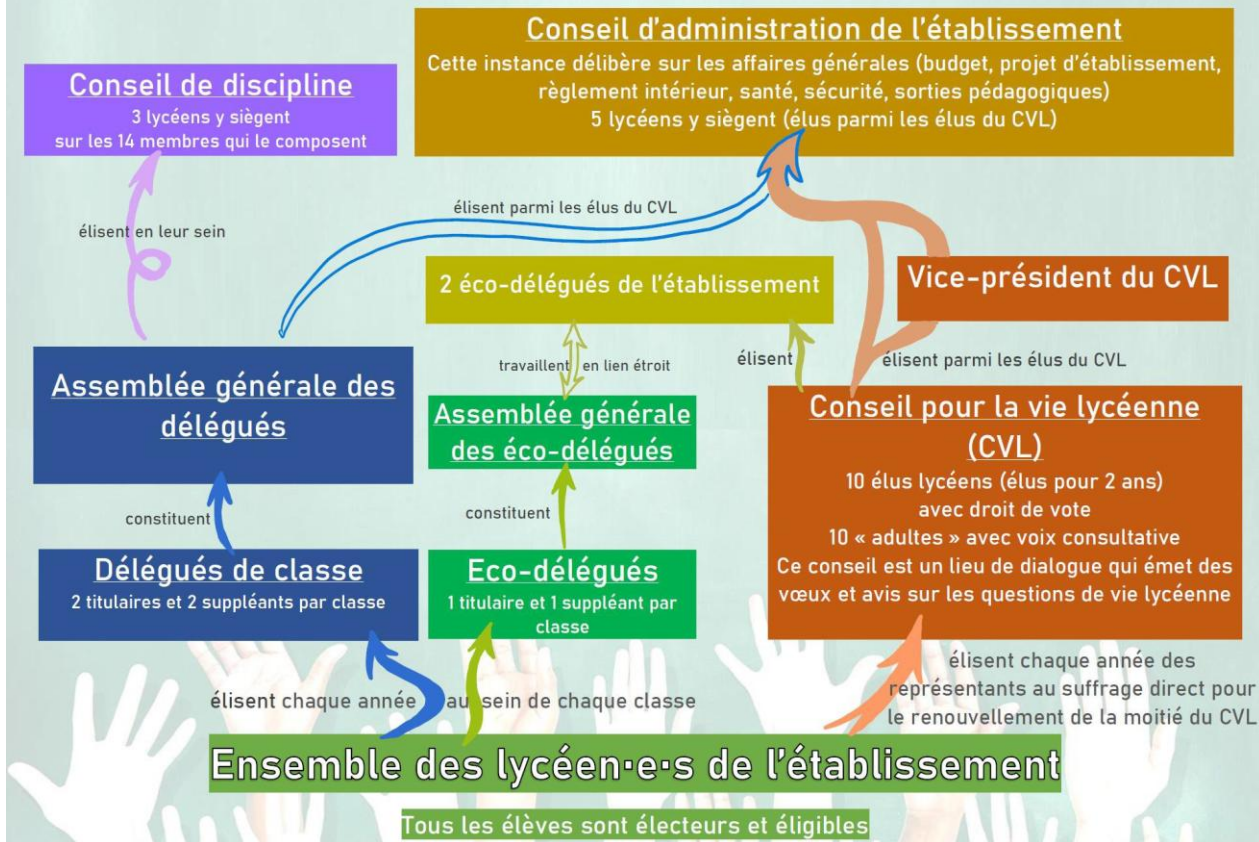 Conseil d'administration de l'établissement
Cette instance délibère sur les affaires générales (budget, projet d'établissement,
règlement intérieur, santé, sécurité, sorties pédagogiques)
5 lycéens y siègent (élus parmi les élus du CVL)
Conseil de discipline
3 lycéens y siègent
sur les 14 membres qui le composent
élisent parmi les élus du CVL
élisent en leur sein
2 éco-délégués de l'établissement
Vice-président du CVL
travaillent en lien étroit
élisent
élisent parmi les élus du CVL
Assemblée générale des
délégués
Assemblée générale
des éco-délégués
Conseil pour la vie lycéenne
(CVL)
10 élus lycéens (élus pour 2 ans)
avec droit de vote
10 « adultes » avec voix consultative
Ce conseil est un lieu de dialogue qui émet des
vœux et avis sur les questions de vie lycéenne
constituent
constituent
Délégués de classe
2 titulaires et 2 suppléants par classe
Eco-délégués
1 titulaire et 1 suppléant par
classe
élisent chaque année au sein de chaque classe
élisent chaque année des
représentants au suffrage direct pour
le renouvellement de la moitié du CVL
Ensemble des lycéen·e·s de l'établissement
Tous les élèves sont électeurs et éligibles